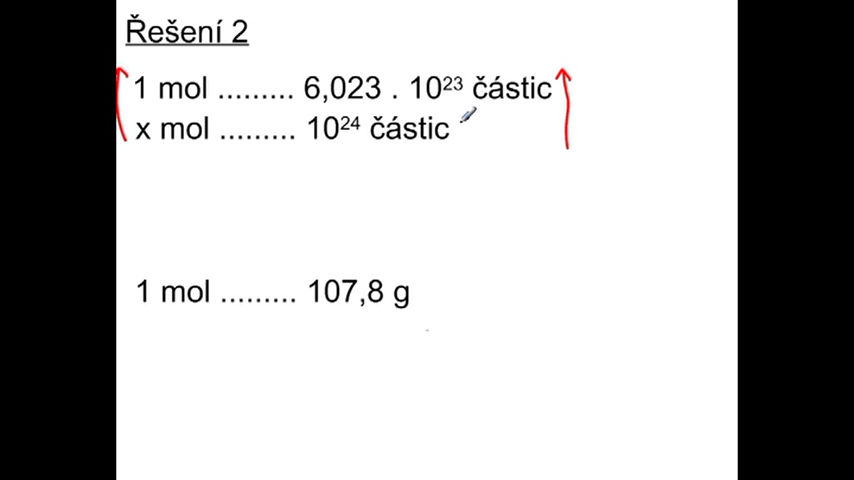 Řešení 2
1 mol ......... 6,023 . 10²³ částic
x mol ......... 10²⁴ částic
1 mol ......... 107,8 g